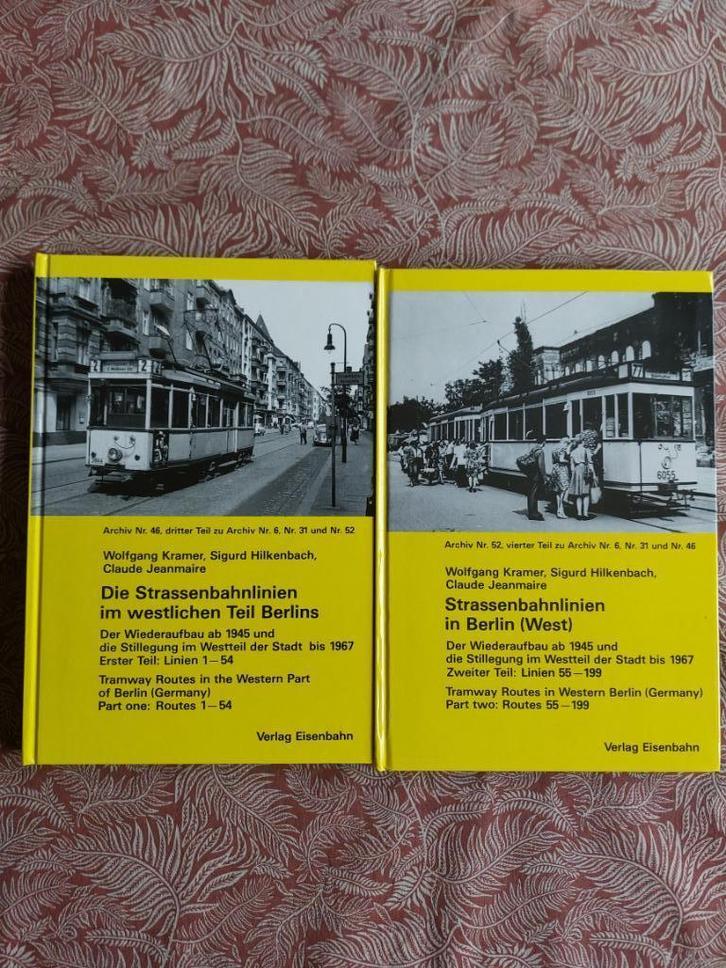 2
2
Archiv Nr. 46, dritter Teil zu Archiv Nr. 6, Nr. 31 und Nr. 52
Wolfgang Kramer, Sigurd Hilkenbach,
Claude Jeanmaire
Die Strassenbahnlinien
im westlichen Teil Berlins
Der Wiederaufbau ab 1945 und
die Stillegung im Westteil der Stadt bis 1967
Erster Teil: Linien 1—54
Tramway Routes in the Western Part
of Berlin (Germany)
Part one: Routes 1—54
Verlag Eisenbahn
6055
Archiv Nr. 52, vierter Teil zu Archiv Nr. 6, Nr. 31 und Nr. 46
Wolfgang Kramer, Sigurd Hilkenbach,
Claude Jeanmaire
Strassenbahnlinien
in Berlin (West)
Der Wiederaufbau ab 1945 und
die Stillegung im Westteil der Stadt bis 1967
Zweiter Teil: Linien 55—199
Tramway Routes in Western Berlin (Germany)
Part two: Routes 55—199
Verlag Eisenbahn